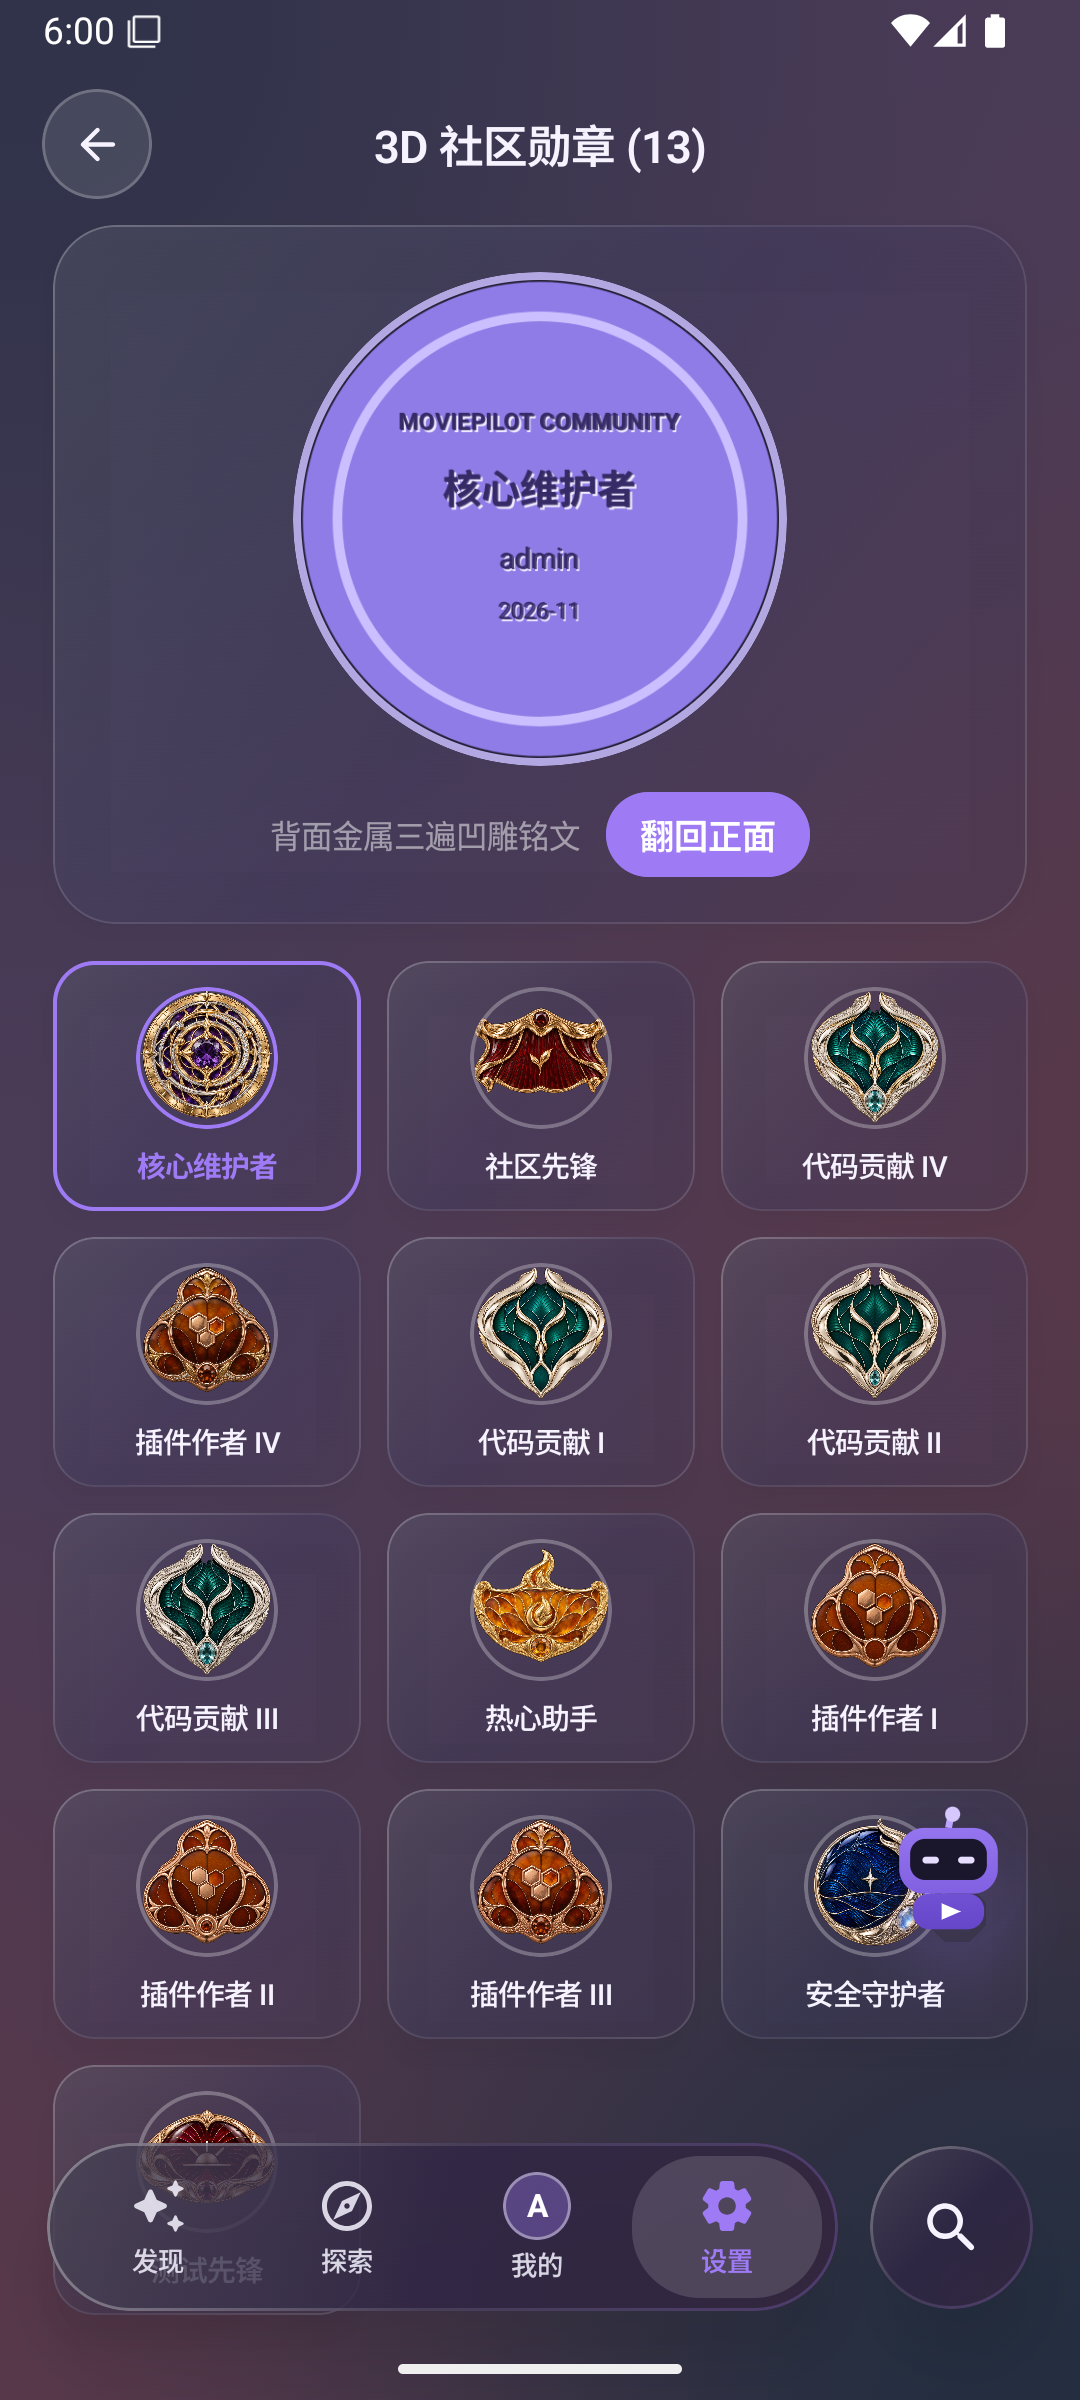 6:00
3D 社区勋章 (13)
MOVIEPILOT COMMUNITY
核心维护者
admin
2026-11
背面金属三遍凹雕铭文
翻回正面
核心维护者
社区先锋
代码贡献 IV
插件作者 IV
代码贡献 I
代码贡献 II
代码贡献 III
热心助手
插件作者 I
插件作者 II
插件作者 III
安全守护者
测试先锋
发现
探索
A
我的
设置